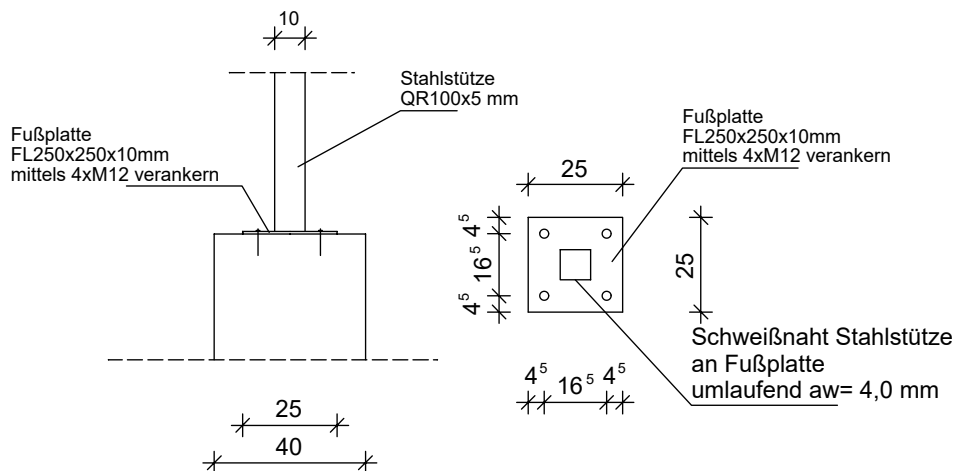 10
Stahlstütze
QR100x5 mm
Fußplatte
FL250x250x10mm
mittels 4xM12 verankern
25
40
Fußplatte
FL250x250x10mm
mittels 4xM12 verankern
25
4⁵
16⁵
4⁵
25
Schweißnaht Stahlstütze
an Fußplatte
umlaufend aw= 4,0 mm
4⁵ 16⁵ 4⁵